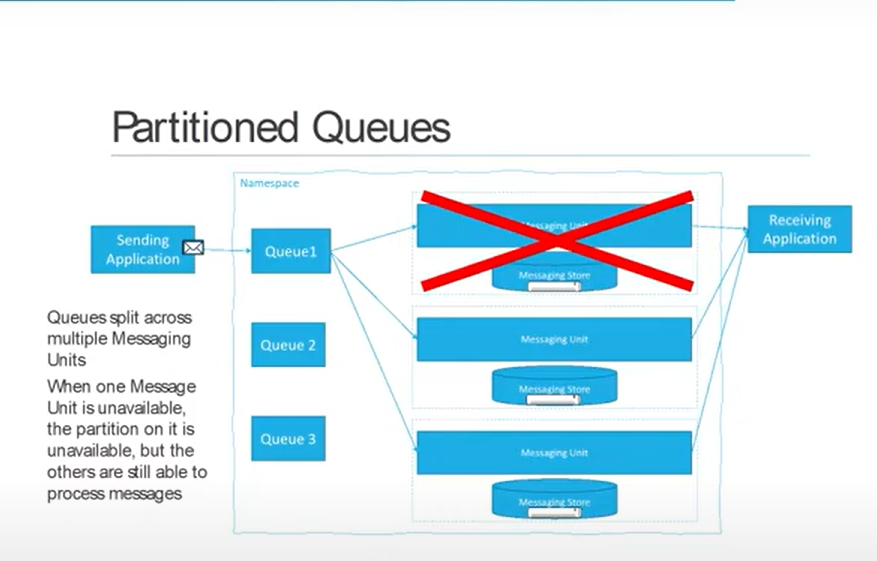 Partitioned Queues
Namespace
Sending
Application
Queue1
Messaging Unit
Messaging Store
Receiving
Application
Queues split across
multiple Messaging
Units
When one Message
Unit is unavailable,
the partition on it is
unavailable, but the
others are still able to
process messages
Queue 2
Messaging Unit
Messaging Store
Queue 3
Messaging Unit
Messaging Store